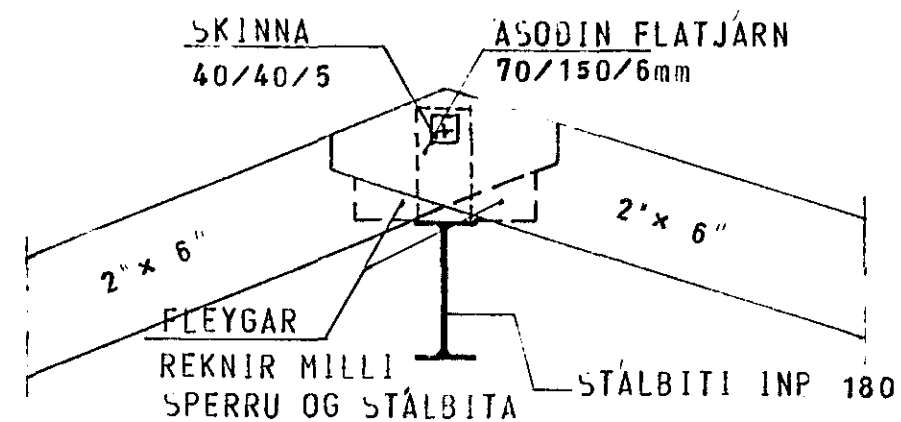 SKINNA
40/40/5
ÁSOÐIN FLATJÁRN
70/150/6mm
2"x 6"
2"x 6"
FLEYGAR
REKNIR MILLI
SPERRU OG STÁLBITA
STÁLBITI INP 180